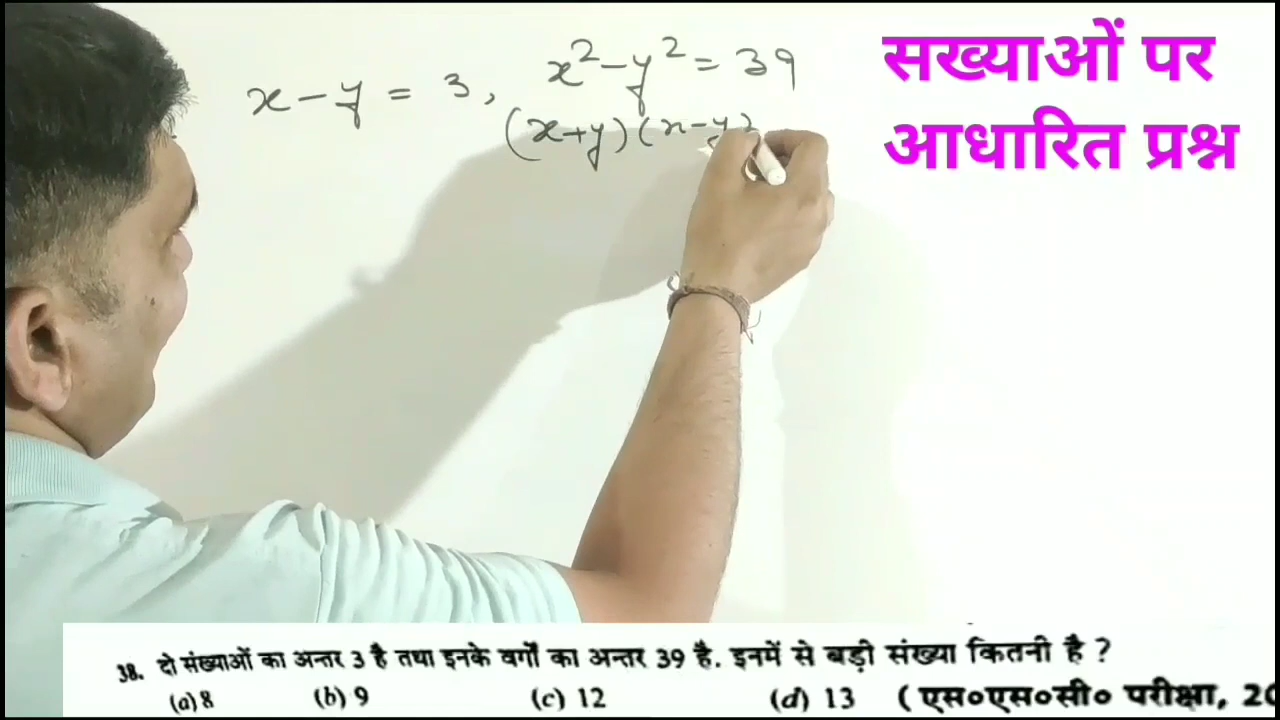 सख्याओं पर
आधारित प्रश्न
x - y = 3, x² - y² = 39
(x+y)(x-y)
38. दो संख्याओं का अन्तर 3 है तथा इनके वर्गों का अन्तर 39 है. इनमें से बड़ी संख्या कितनी है ?
(a) 8 (b) 9 (c) 12 (d) 13 ( एस०एस०सी० परीक्षा, 20